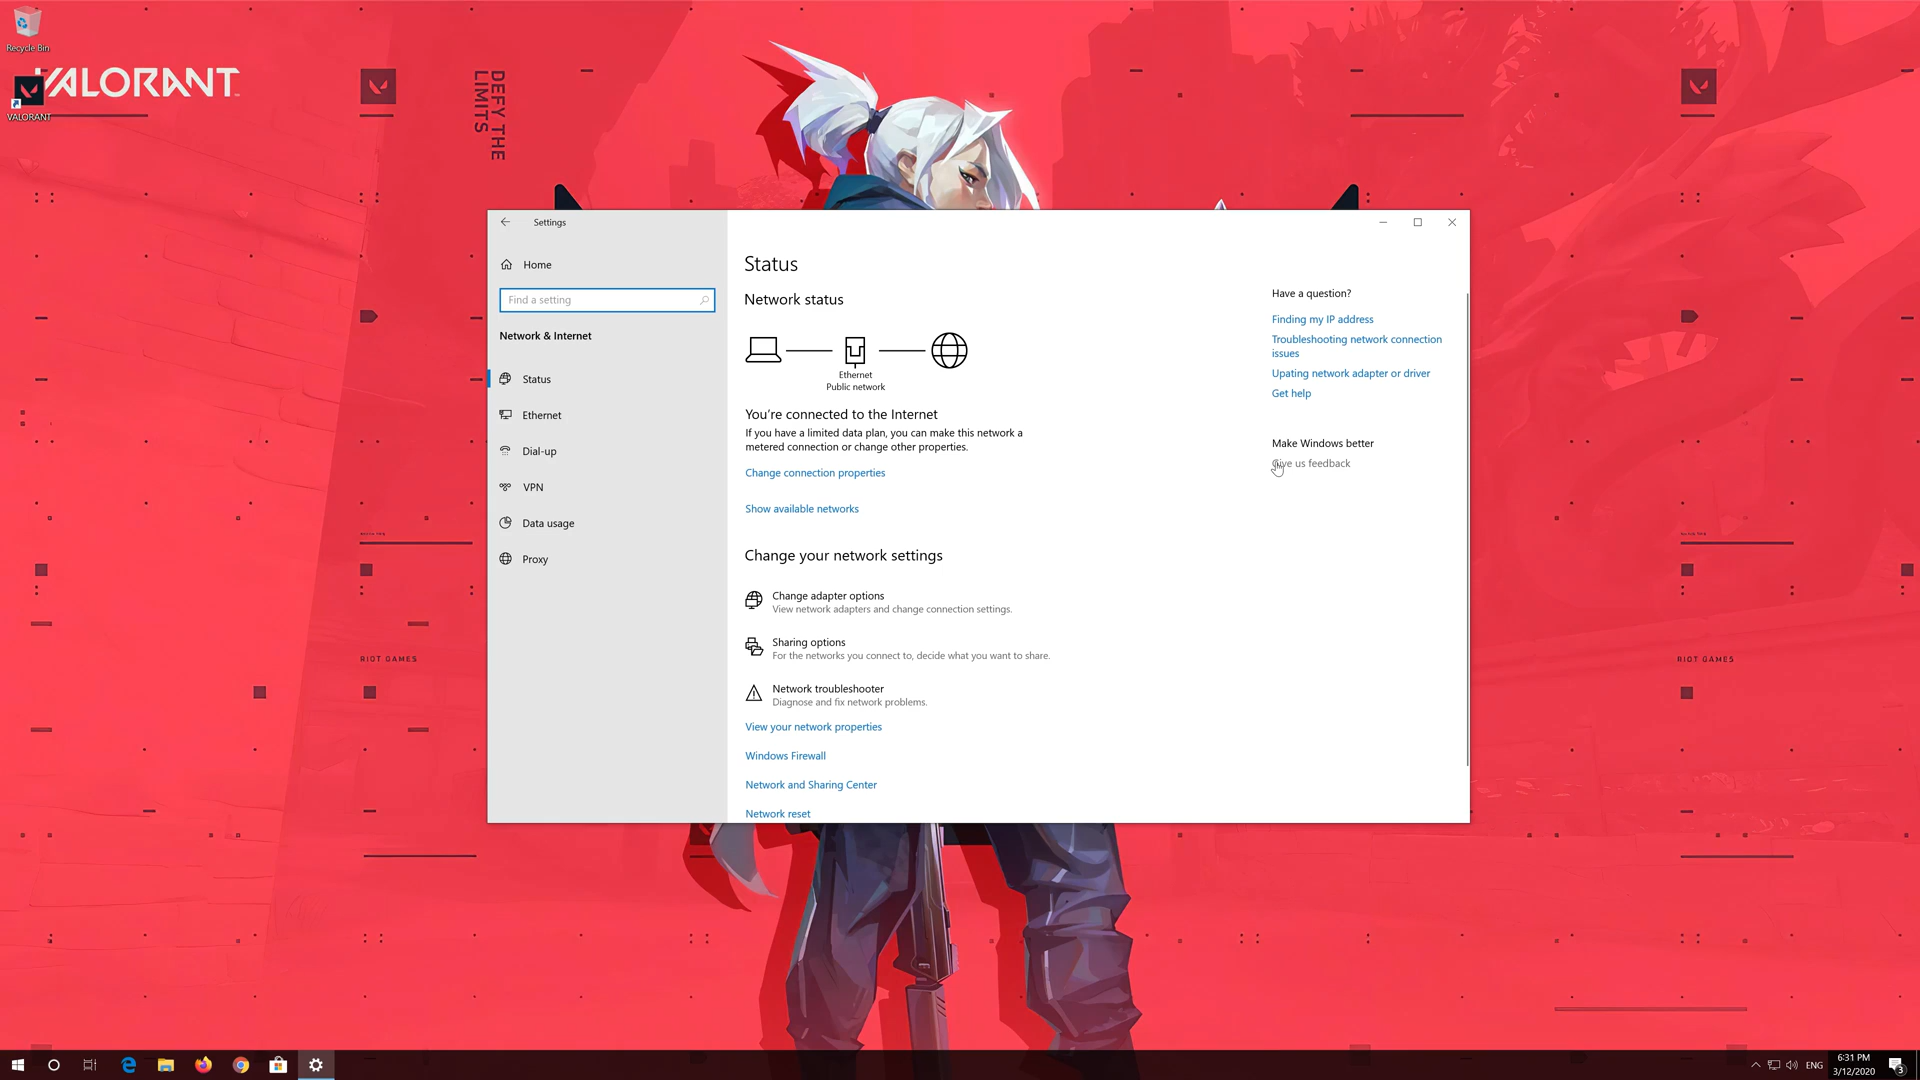 Recycle Bin
VALORANT
VALORANT
DEFY THE
LIMITS
Settings
Home
Find a setting
Network & Internet
Status
Ethernet
Dial-up
VPN
Data usage
Proxy
Status
Network status
Ethernet
Public network
You're connected to the Internet
If you have a limited data plan, you can make this network a
metered connection or change other properties.
Change connection properties
Show available networks
Change your network settings
Change adapter options
View network adapters and change connection settings.
Sharing options
For the networks you connect to, decide what you want to share.
Network troubleshooter
Diagnose and fix network problems.
View your network properties
Windows Firewall
Network and Sharing Center
Network reset
Have a question?
Finding my IP address
Troubleshooting network connection
issues
Upating network adapter or driver
Get help
Make Windows better
Give us feedback
RIOT GAMES
RIOT GAMES
ENG
6:31 PM
3/12/2020
3